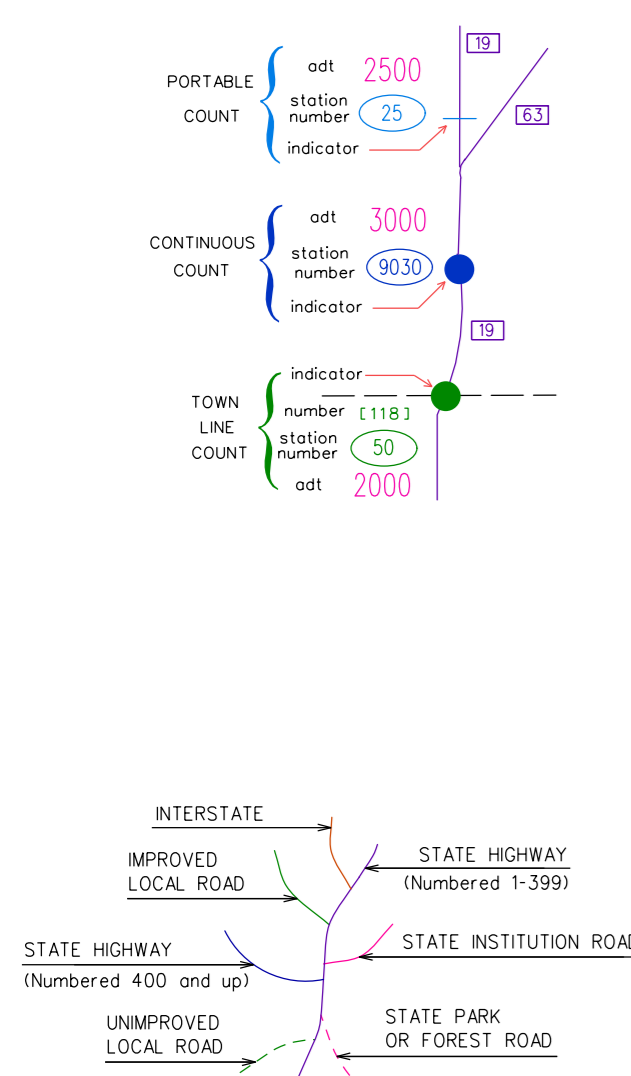 19
PORTABLE
COUNT
adt 2500
station
number 25
indicator
63
CONTINUOUS
COUNT
adt 3000
station
number 9030
indicator
19
TOWN
LINE
COUNT
indicator
number [118]
station
number 50
adt 2000
INTERSTATE
IMPROVED
LOCAL ROAD
STATE HIGHWAY
(Numbered 1-399)
STATE HIGHWAY
(Numbered 400 and up)
STATE INSTITUTION ROAD
UNIMPROVED
LOCAL ROAD
STATE PARK
OR FOREST ROAD